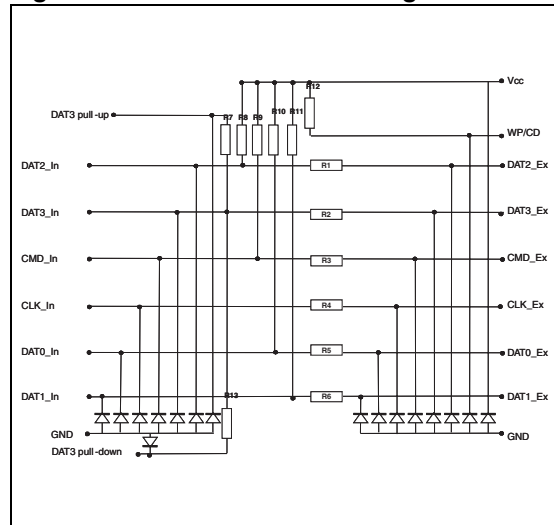 R12
Vcc
DAT3 pull-up
R7
R8
R9
R10
R11
WP/CD
DAT2_In
R1
DAT2_Ex
DAT3_In
R2
DAT3_Ex
CMD_In
R3
CMD_Ex
CLK_In
R4
CLK_Ex
DAT0_In
R5
DAT0_Ex
DAT1_In
R13
R6
DAT1_Ex
GND
GND
DAT3 pull-down